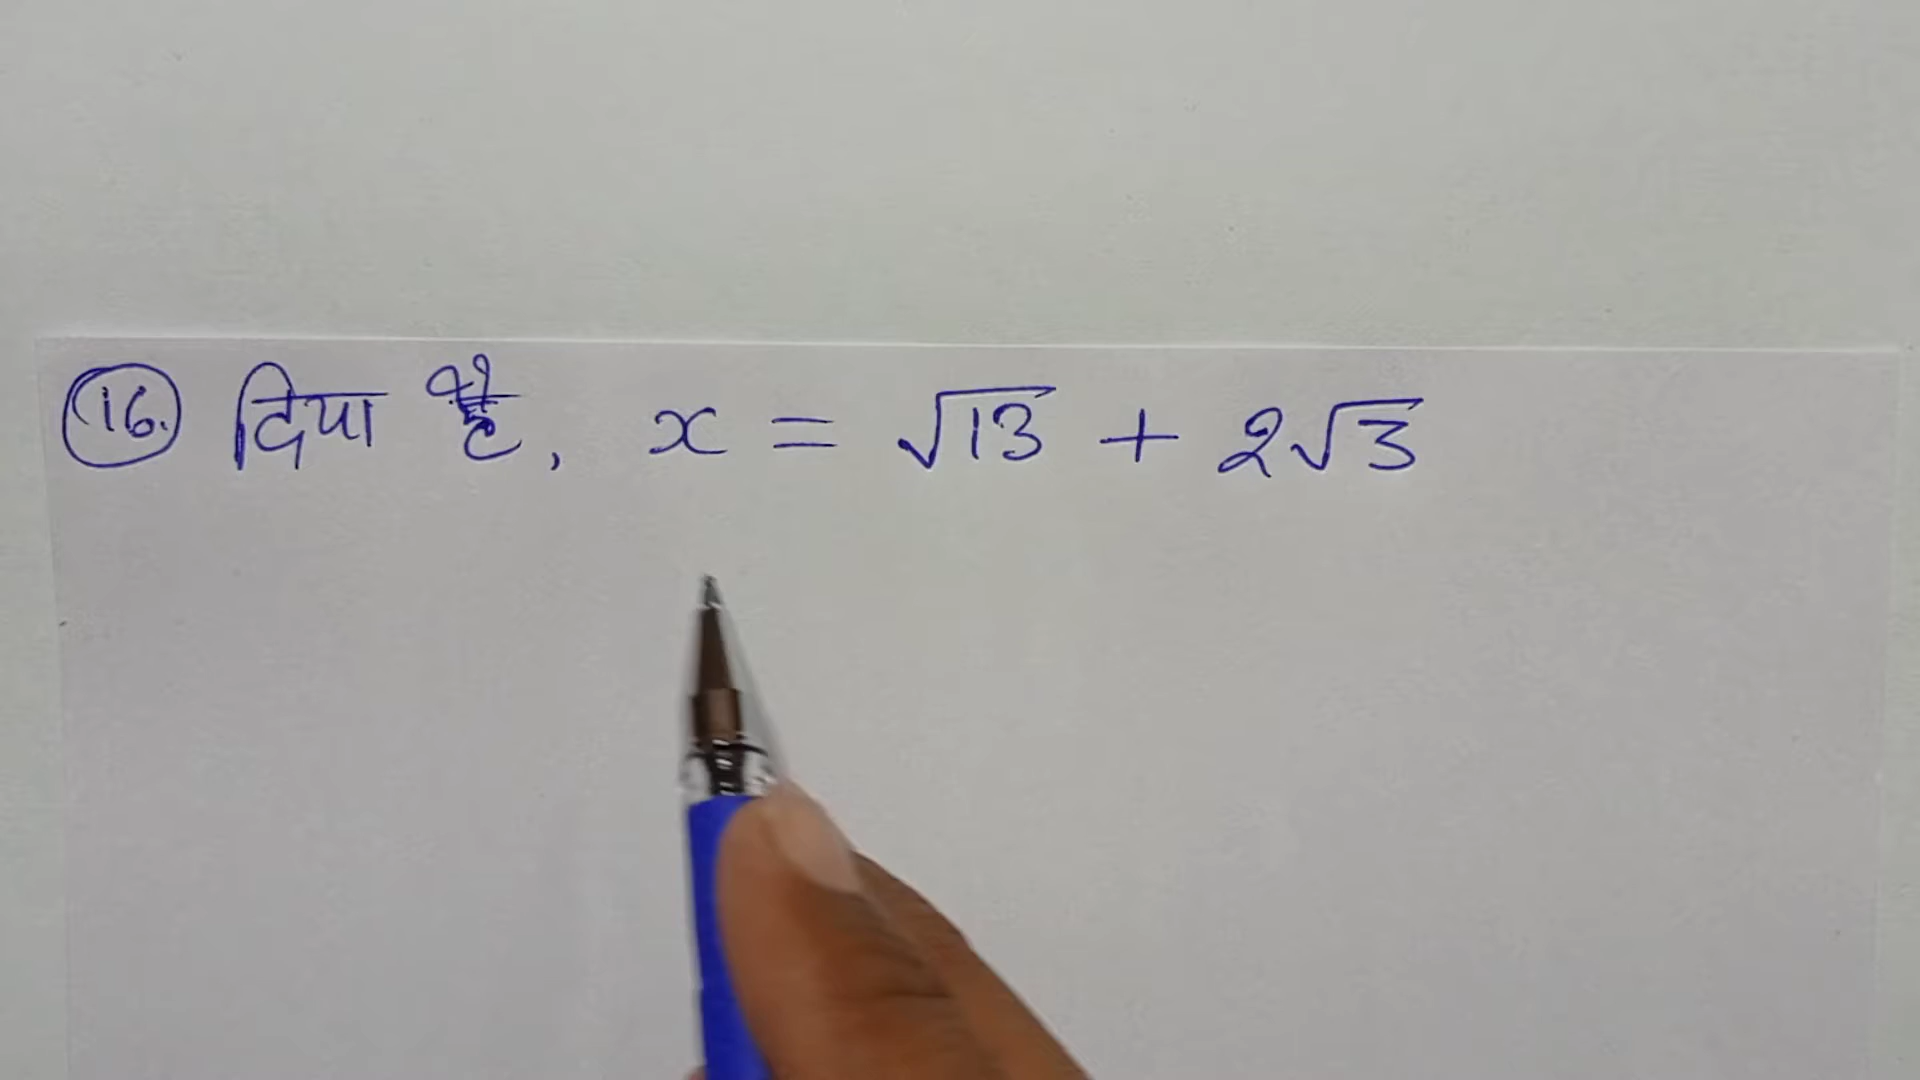 16. दिया है, x = √13 + 2√3